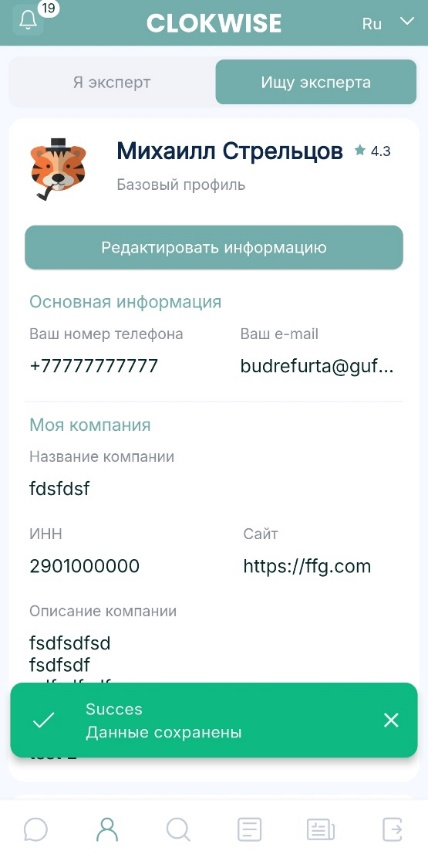 19
CLOKWISE
Ru
Я эксперт
Ищу эксперта
Михаилл Стрельцов
4.3
Базовый профиль
Редактировать информацию
Основная информация
Ваш номер телефона
Ваш e-mail
+77777777777
budrefurta@guf...
Моя компания
Название компании
fdsfdsf
ИНН
Сайт
2901000000
https://ffg.com
Описание компании
fsdfsdfsd
fsdfsdf
Succes
Данные сохранены